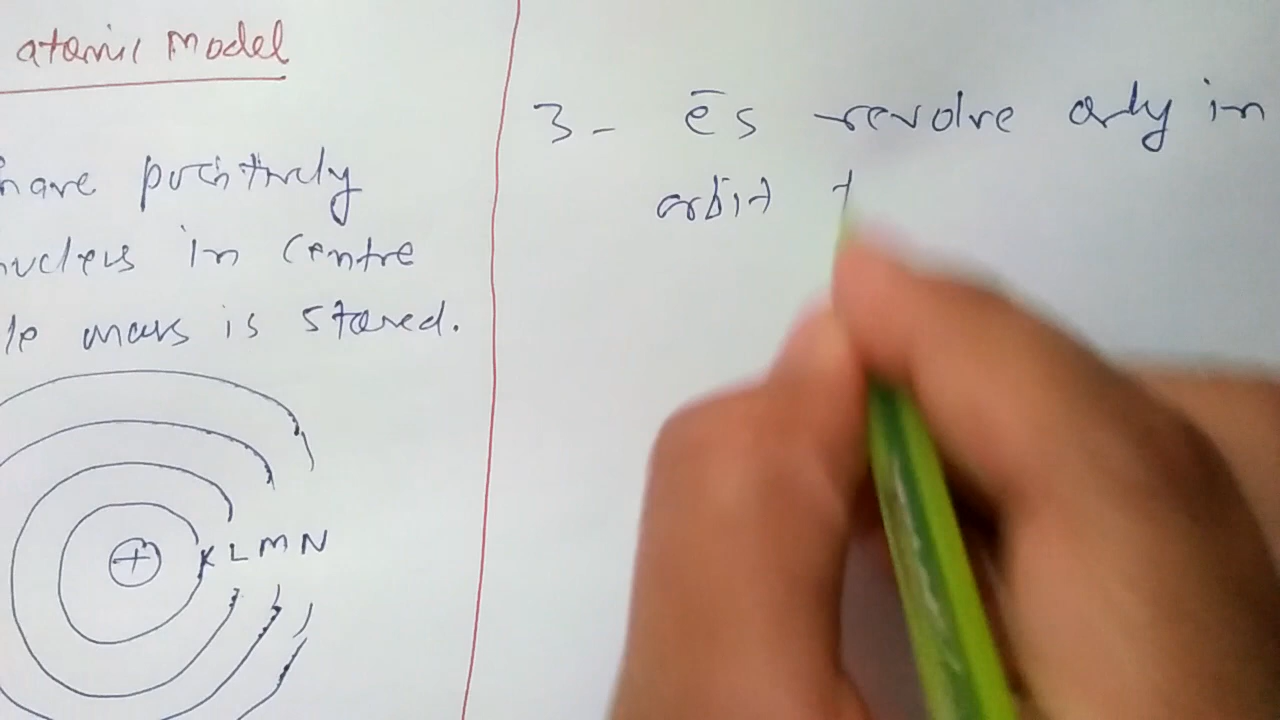 atomic Model
have positively
nucleus in centre
le mass is stored.
K L M N
3- ēs revolve only in
orbit t